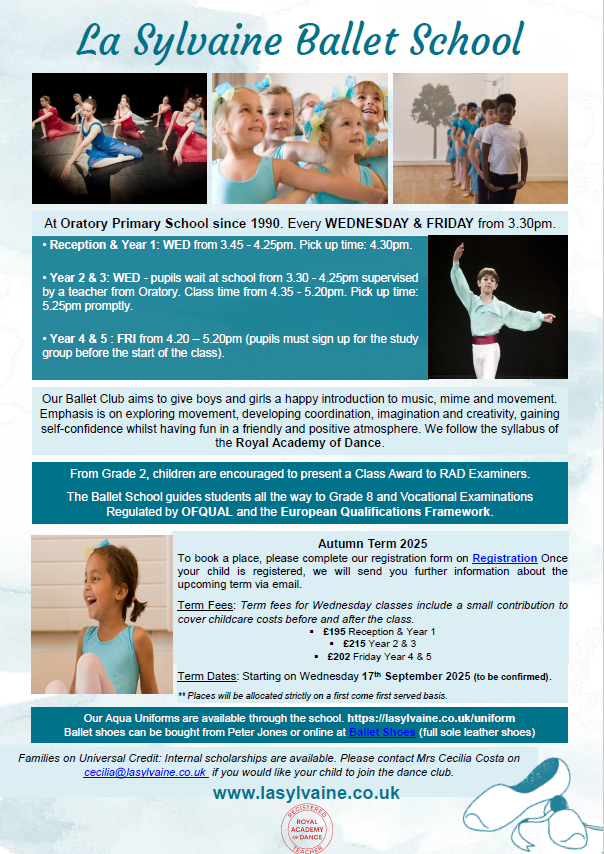 La Sylvaine Ballet School
At Oratory Primary School since 1990. Every WEDNESDAY & FRIDAY from 3.30pm.
• Reception & Year 1: WED from 3.45 - 4.25pm. Pick up time: 4.30pm.
• Year 2 & 3: WED - pupils wait at school from 3.30 - 4.25pm supervised
by a teacher from Oratory. Class time from 4.35 - 5.20pm. Pick up time:
5.25pm promptly.
• Year 4 & 5 : FRI from 4.20 – 5.20pm (pupils must sign up for the study
group before the start of the class).
Our Ballet Club aims to give boys and girls a happy introduction to music, mime and movement.
Emphasis is on exploring movement, developing coordination, imagination and creativity, gaining
self-confidence whilst having fun in a friendly and positive atmosphere. We follow the syllabus of
the Royal Academy of Dance.
From Grade 2, children are encouraged to present a Class Award to RAD Examiners.
The Ballet School guides students all the way to Grade 8 and Vocational Examinations
Regulated by OFQUAL and the European Qualifications Framework.
Autumn Term 2025
To book a place, please complete our registration form on Registration Once
your child is registered, we will send you further information about the
upcoming term via email.
Term Fees: Term fees for Wednesday classes include a small contribution to
cover childcare costs before and after the class.
▪ £195 Reception & Year 1
▪ £215 Year 2 & 3
▪ £202 Friday Year 4 & 5
Term Dates: Starting on Wednesday 17th September 2025 (to be confirmed).
** Places will be allocated strictly on a first come first served basis.
Our Aqua Uniforms are available through the school. https://lasylvaine.co.uk/uniform
Ballet shoes can be bought from Peter Jones or online at Ballet Shoes (full sole leather shoes)
Families on Universal Credit: Internal scholarships are available. Please contact Mrs Cecilia Costa on
cecilia@lasylvaine.co.uk if you would like your child to join the dance club.
www.lasylvaine.co.uk
REGISTERED
ROYAL
ACADEMY
OF DANCE
TEACHER